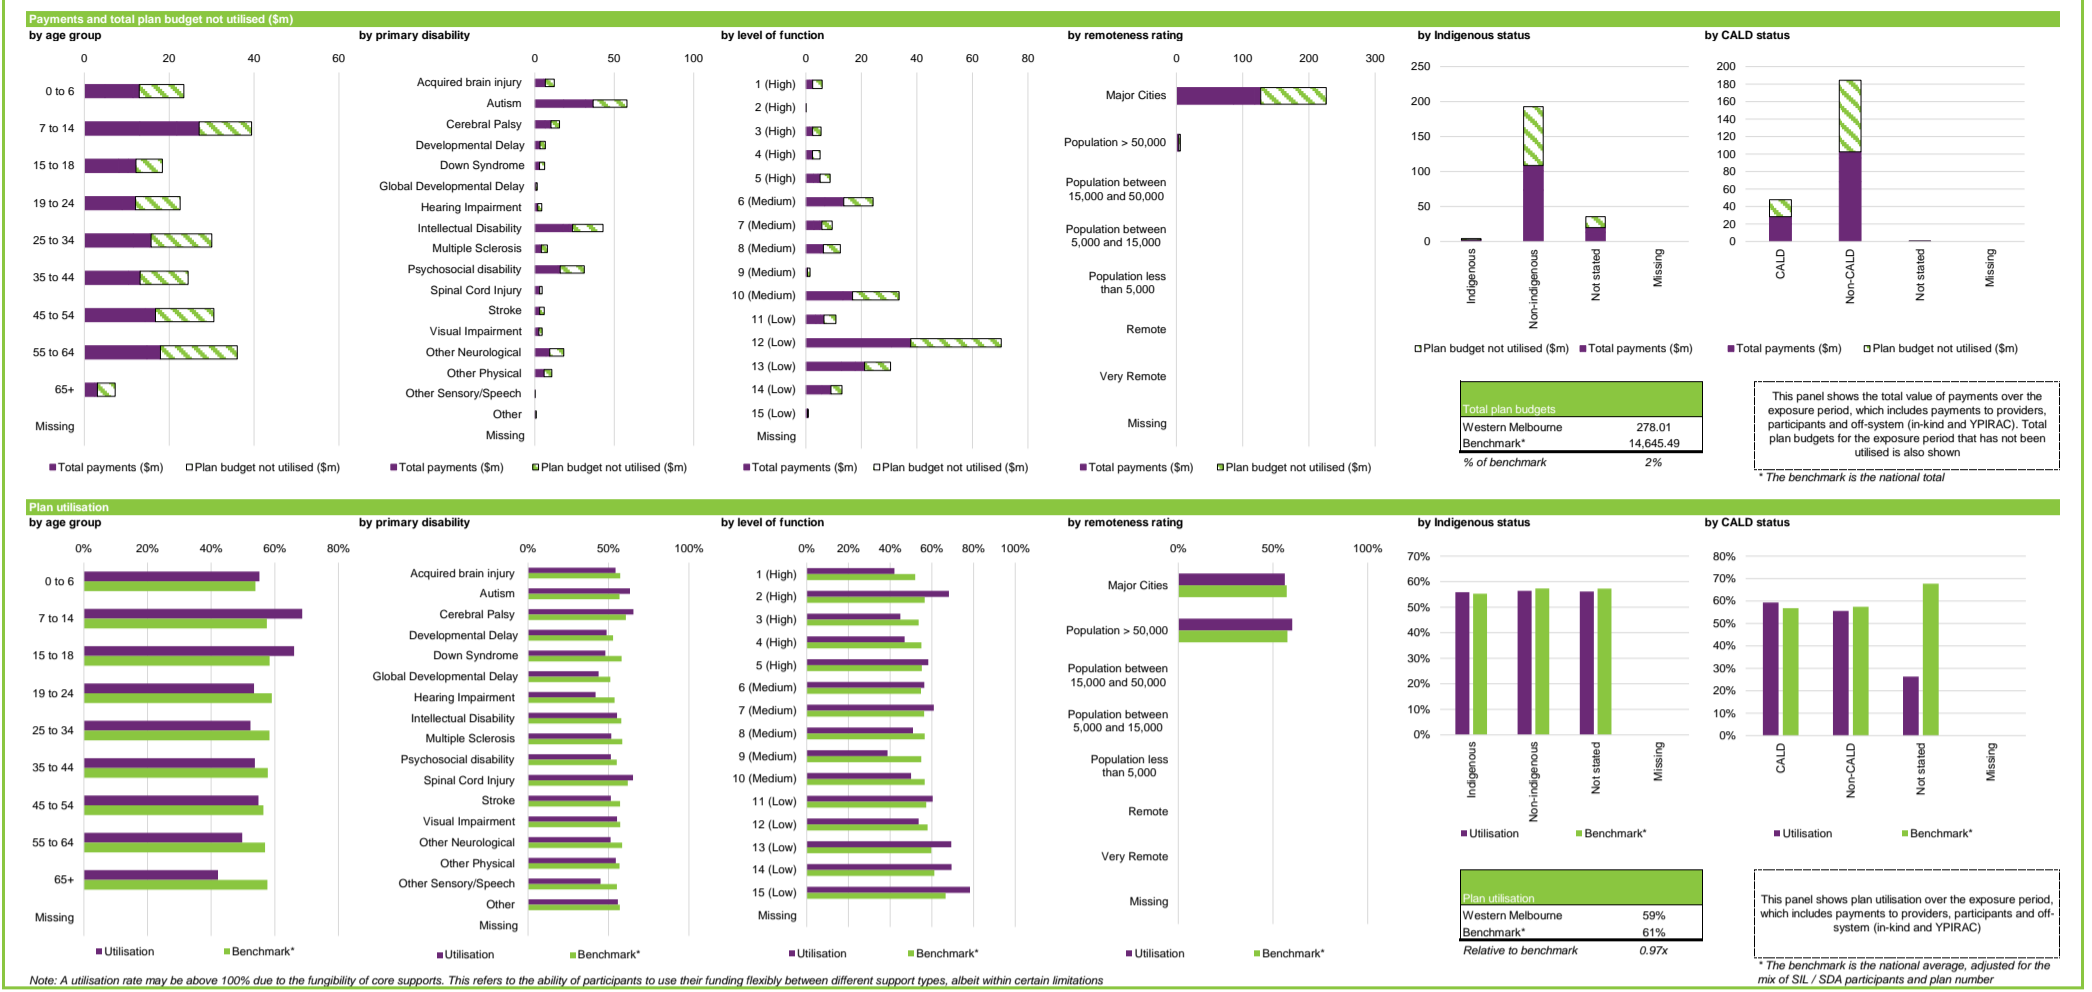 Payments and total plan budget not utilised ($m)
by age group
0 20 40 60
0 to 6
7 to 14
15 to 18
19 to 24
25 to 34
35 to 44
45 to 54
55 to 64
65+
Missing
Total payments ($m) Plan budget not utilised ($m)
by primary disability
0 50 100
Acquired brain injury
Autism
Cerebral Palsy
Developmental Delay
Down Syndrome
Global Developmental Delay
Hearing Impairment
Intellectual Disability
Multiple Sclerosis
Psychosocial disability
Spinal Cord Injury
Stroke
Visual Impairment
Other Neurological
Other Physical
Other Sensory/Speech
Other
Missing
Total payments ($m) Plan budget not utilised ($m)
by level of function
0 20 40 60 80
1 (High)
2 (High)
3 (High)
4 (High)
5 (High)
6 (Medium)
7 (Medium)
8 (Medium)
9 (Medium)
10 (Medium)
11 (Low)
12 (Low)
13 (Low)
14 (Low)
15 (Low)
Missing
Total payments ($m) Plan budget not utilised ($m)
by remoteness rating
0 100 200 300
Major Cities
Population > 50,000
Population between
15,000 and 50,000
Population between
5,000 and 15,000
Population less
than 5,000
Remote
Very Remote
Missing
Total payments ($m) Plan budget not utilised ($m)
by Indigenous status
250
200
150
100
50
0
Indigenous
Non-indigenous
Not stated
Missing
Plan budget not utilised ($m) Total payments ($m)
by CALD status
200
180
160
140
120
100
80
60
40
20
0
CALD
Non-CALD
Not stated
Missing
Total payments ($m) Plan budget not utilised ($m)
Total plan budgets
Western Melbourne 278.01
Benchmark* 14,645.49
% of benchmark 2%
This panel shows the total value of payments over the
exposure period, which includes payments to providers,
participants and off-system (in-kind and YPIRAC). Total
plan budgets for the exposure period that has not been
utilised is also shown
* The benchmark is the national total
Plan utilisation
by age group
0% 20% 40% 60% 80%
0 to 6
7 to 14
15 to 18
19 to 24
25 to 34
35 to 44
45 to 54
55 to 64
65+
Missing
Utilisation Benchmark*
by primary disability
0% 50% 100%
Acquired brain injury
Autism
Cerebral Palsy
Developmental Delay
Down Syndrome
Global Developmental Delay
Hearing Impairment
Intellectual Disability
Multiple Sclerosis
Psychosocial disability
Spinal Cord Injury
Stroke
Visual Impairment
Other Neurological
Other Physical
Other Sensory/Speech
Other
Missing
Utilisation Benchmark*
by level of function
0% 20% 40% 60% 80% 100%
1 (High)
2 (High)
3 (High)
4 (High)
5 (High)
6 (Medium)
7 (Medium)
8 (Medium)
9 (Medium)
10 (Medium)
11 (Low)
12 (Low)
13 (Low)
14 (Low)
15 (Low)
Missing
Utilisation Benchmark*
by remoteness rating
0% 50% 100%
Major Cities
Population > 50,000
Population between
15,000 and 50,000
Population between
5,000 and 15,000
Population less
than 5,000
Remote
Very Remote
Missing
Utilisation Benchmark*
by Indigenous status
70%
60%
50%
40%
30%
20%
10%
0%
Indigenous
Non-indigenous
Not stated
Missing
Utilisation Benchmark*
by CALD status
80%
70%
60%
50%
40%
30%
20%
10%
0%
CALD
Non-CALD
Not stated
Missing
Utilisation Benchmark*
Plan utilisation
Western Melbourne 59%
Benchmark* 61%
Relative to benchmark 0.97x
This panel shows plan utilisation over the exposure period,
which includes payments to providers, participants and off-
system (in-kind and YPIRAC)
* The benchmark is the national average, adjusted for the
mix of SIL / SDA participants and plan number
Note: A utilisation rate may be above 100% due to the fungibility of core supports. This refers to the ability of participants to use their funding flexibly between different support types, albeit within certain limitations